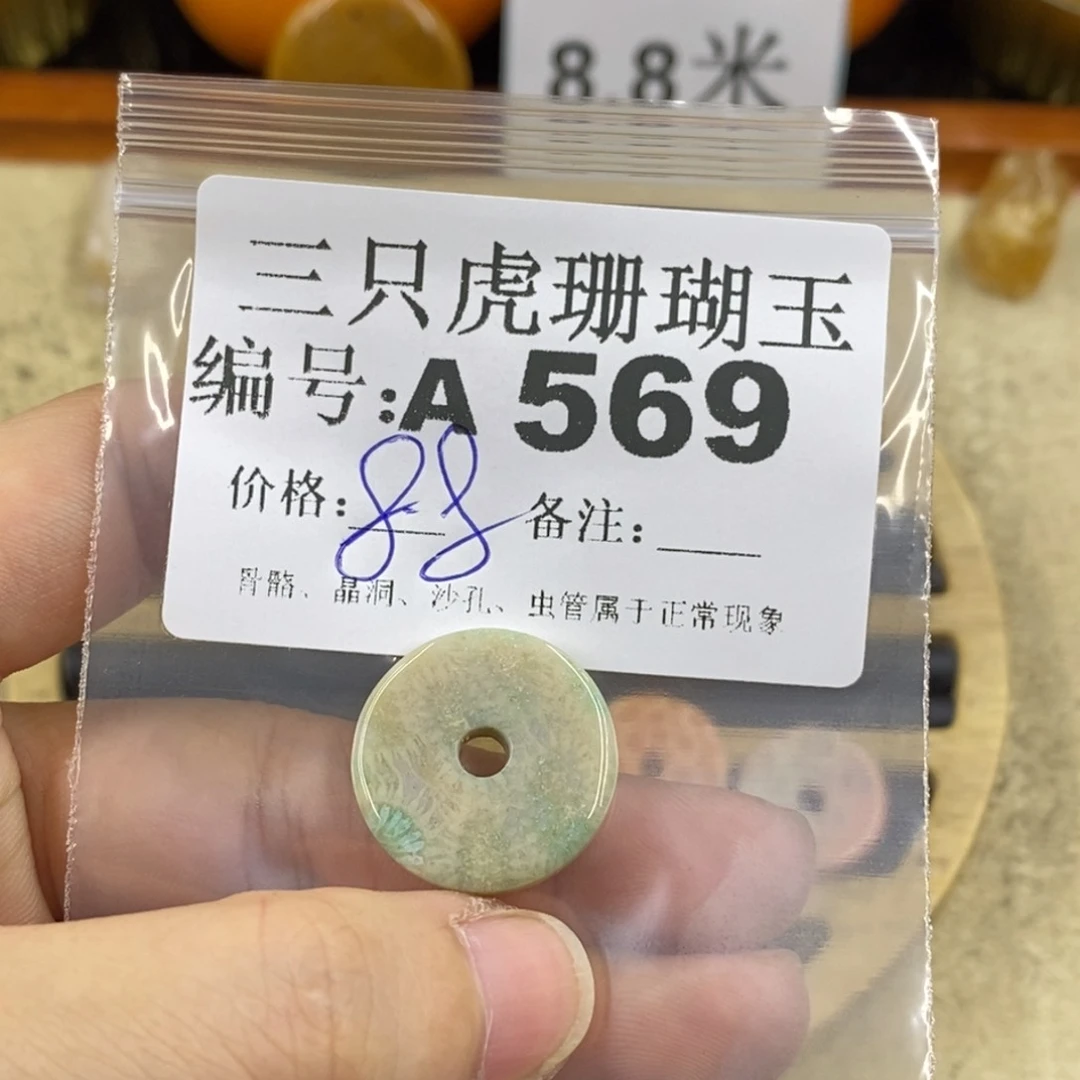 8.8米
三只虎珊瑚玉
编号:A 569
价格:88 备注:____
骨骼、晶洞、沙孔、虫管属于正常现象